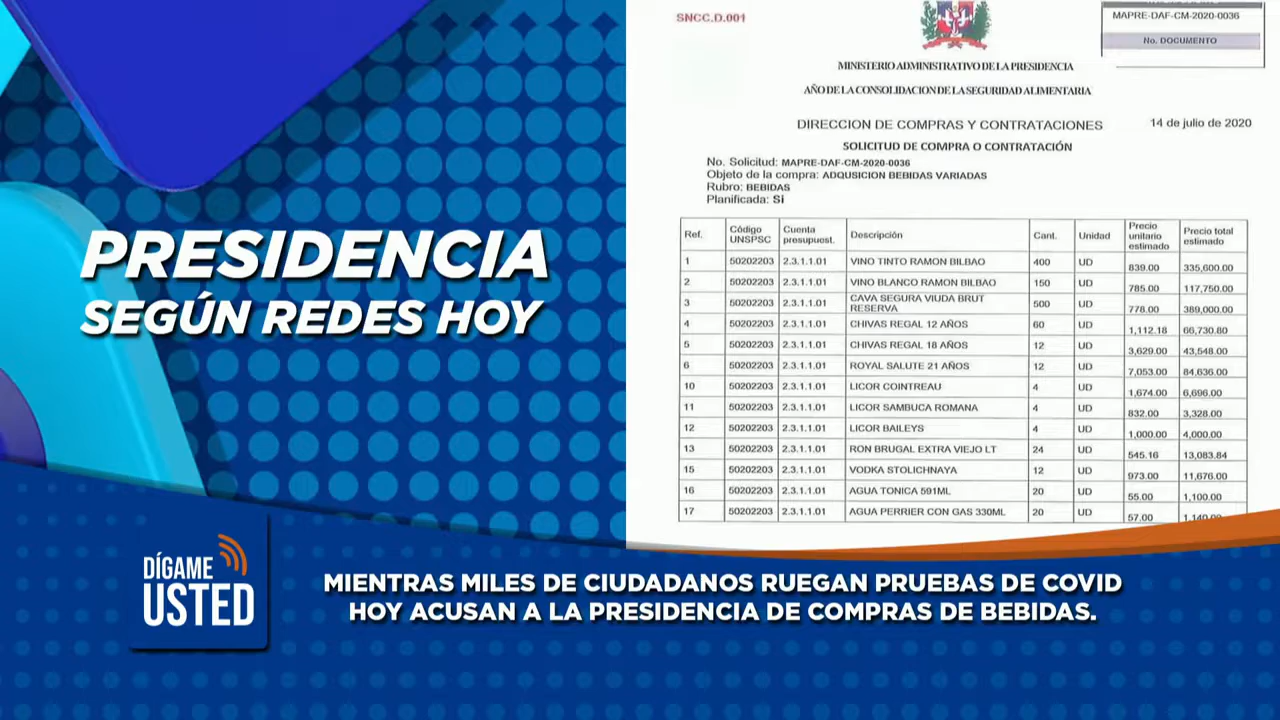 PRESIDENCIA
SEGÚN REDES HOY
SNCC.D.001
MAPRE-DAF-CM-2020-0036
No. DOCUMENTO
MINISTERIO ADMINISTRATIVO DE LA PRESIDENCIA
AÑO DE LA CONSOLIDACION DE LA SEGURIDAD ALIMENTARIA
DIRECCION DE COMPRAS Y CONTRATACIONES
14 de julio de 2020
SOLICITUD DE COMPRA O CONTRATACIÓN
No. Solicitud: MAPRE-DAF-CM-2020-0036
Objeto de la compra: ADQUSICION BEBIDAS VARIADAS
Rubro: BEBIDAS
Planificada: Si
Ref. Código UNSPSC Cuenta presupuest. Descripción Cant. Unidad Precio unitario estimado Precio total estimado
1 50202203 2.3.1.1.01 VINO TINTO RAMON BILBAO 400 UD 839.00 335,600.00
2 50202203 2.3.1.1.01 VINO BLANCO RAMON BILBAO 150 UD 785.00 117,750.00
3 50202203 2.3.1.1.01 CAVA SEGURA VIUDA BRUT RESERVA 500 UD 778.00 389,000.00
4 50202203 2.3.1.1.01 CHIVAS REGAL 12 AÑOS 60 UD 1,112.18 66,730.80
5 50202203 2.3.1.1.01 CHIVAS REGAL 18 AÑOS 12 UD 3,629.00 43,548.00
6 50202203 2.3.1.1.01 ROYAL SALUTE 21 AÑOS 12 UD 7,053.00 84,636.00
10 50202203 2.3.1.1.01 LICOR COINTREAU 4 UD 1,674.00 6,696.00
11 50202203 2.3.1.1.01 LICOR SAMBUCA ROMANA 4 UD 832.00 3,328.00
12 50202203 2.3.1.1.01 LICOR BAILEYS 4 UD 1,000.00 4,000.00
13 50202203 2.3.1.1.01 RON BRUGAL EXTRA VIEJO LT 24 UD 545.16 13,083.84
15 50202203 2.3.1.1.01 VODKA STOLICHNAYA 12 UD 973.00 11,676.00
16 50202203 2.3.1.1.01 AGUA TONICA 591ML 20 UD 55.00 1,100.00
17 50202203 2.3.1.1.01 AGUA PERRIER CON GAS 330ML 20 UD 57.00 1,140.00
DÍGAME
USTED
MIENTRAS MILES DE CIUDADANOS RUEGAN PRUEBAS DE COVID
HOY ACUSAN A LA PRESIDENCIA DE COMPRAS DE BEBIDAS.